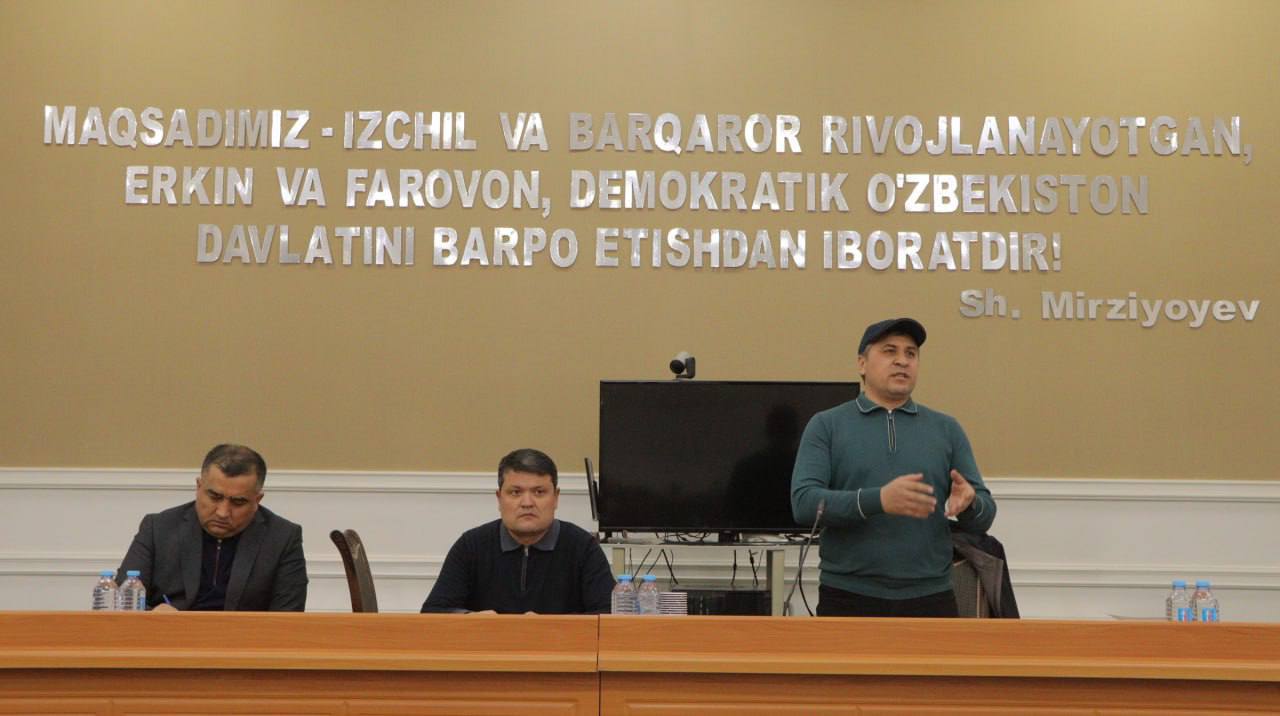 MAQSADIMIZ - IZCHIL VA BARQAROR RIVOJLANAYOTGAN,
ERKIN VA FAROVON, DEMOKRATIK O'ZBEKISTON
DAVLATINI BARPO ETISHDAN IBORATDIR!
Sh. Mirziyoyev